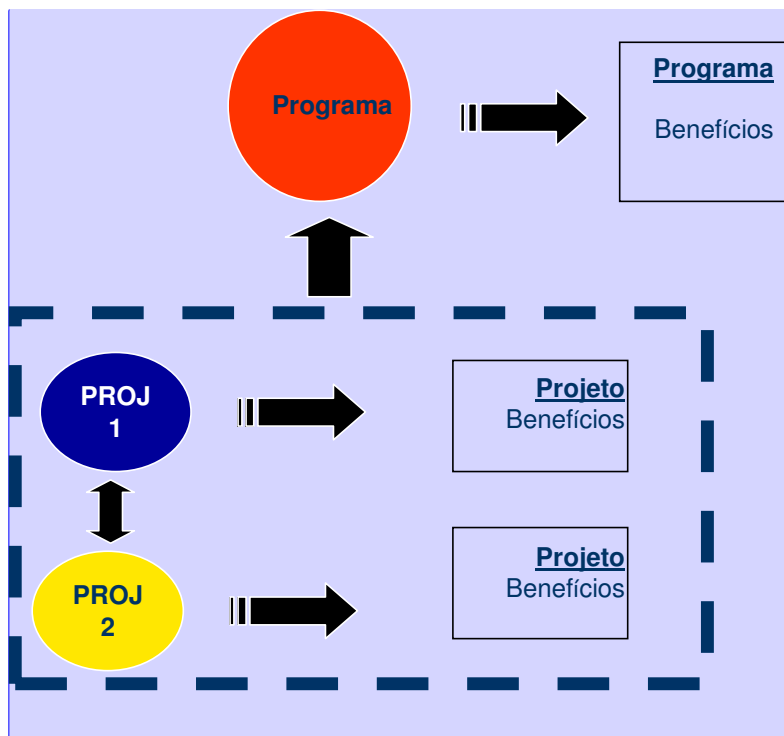 Programa
Programa
Benefícios
PROJ
1
Projeto
Benefícios
PROJ
2
Projeto
Benefícios